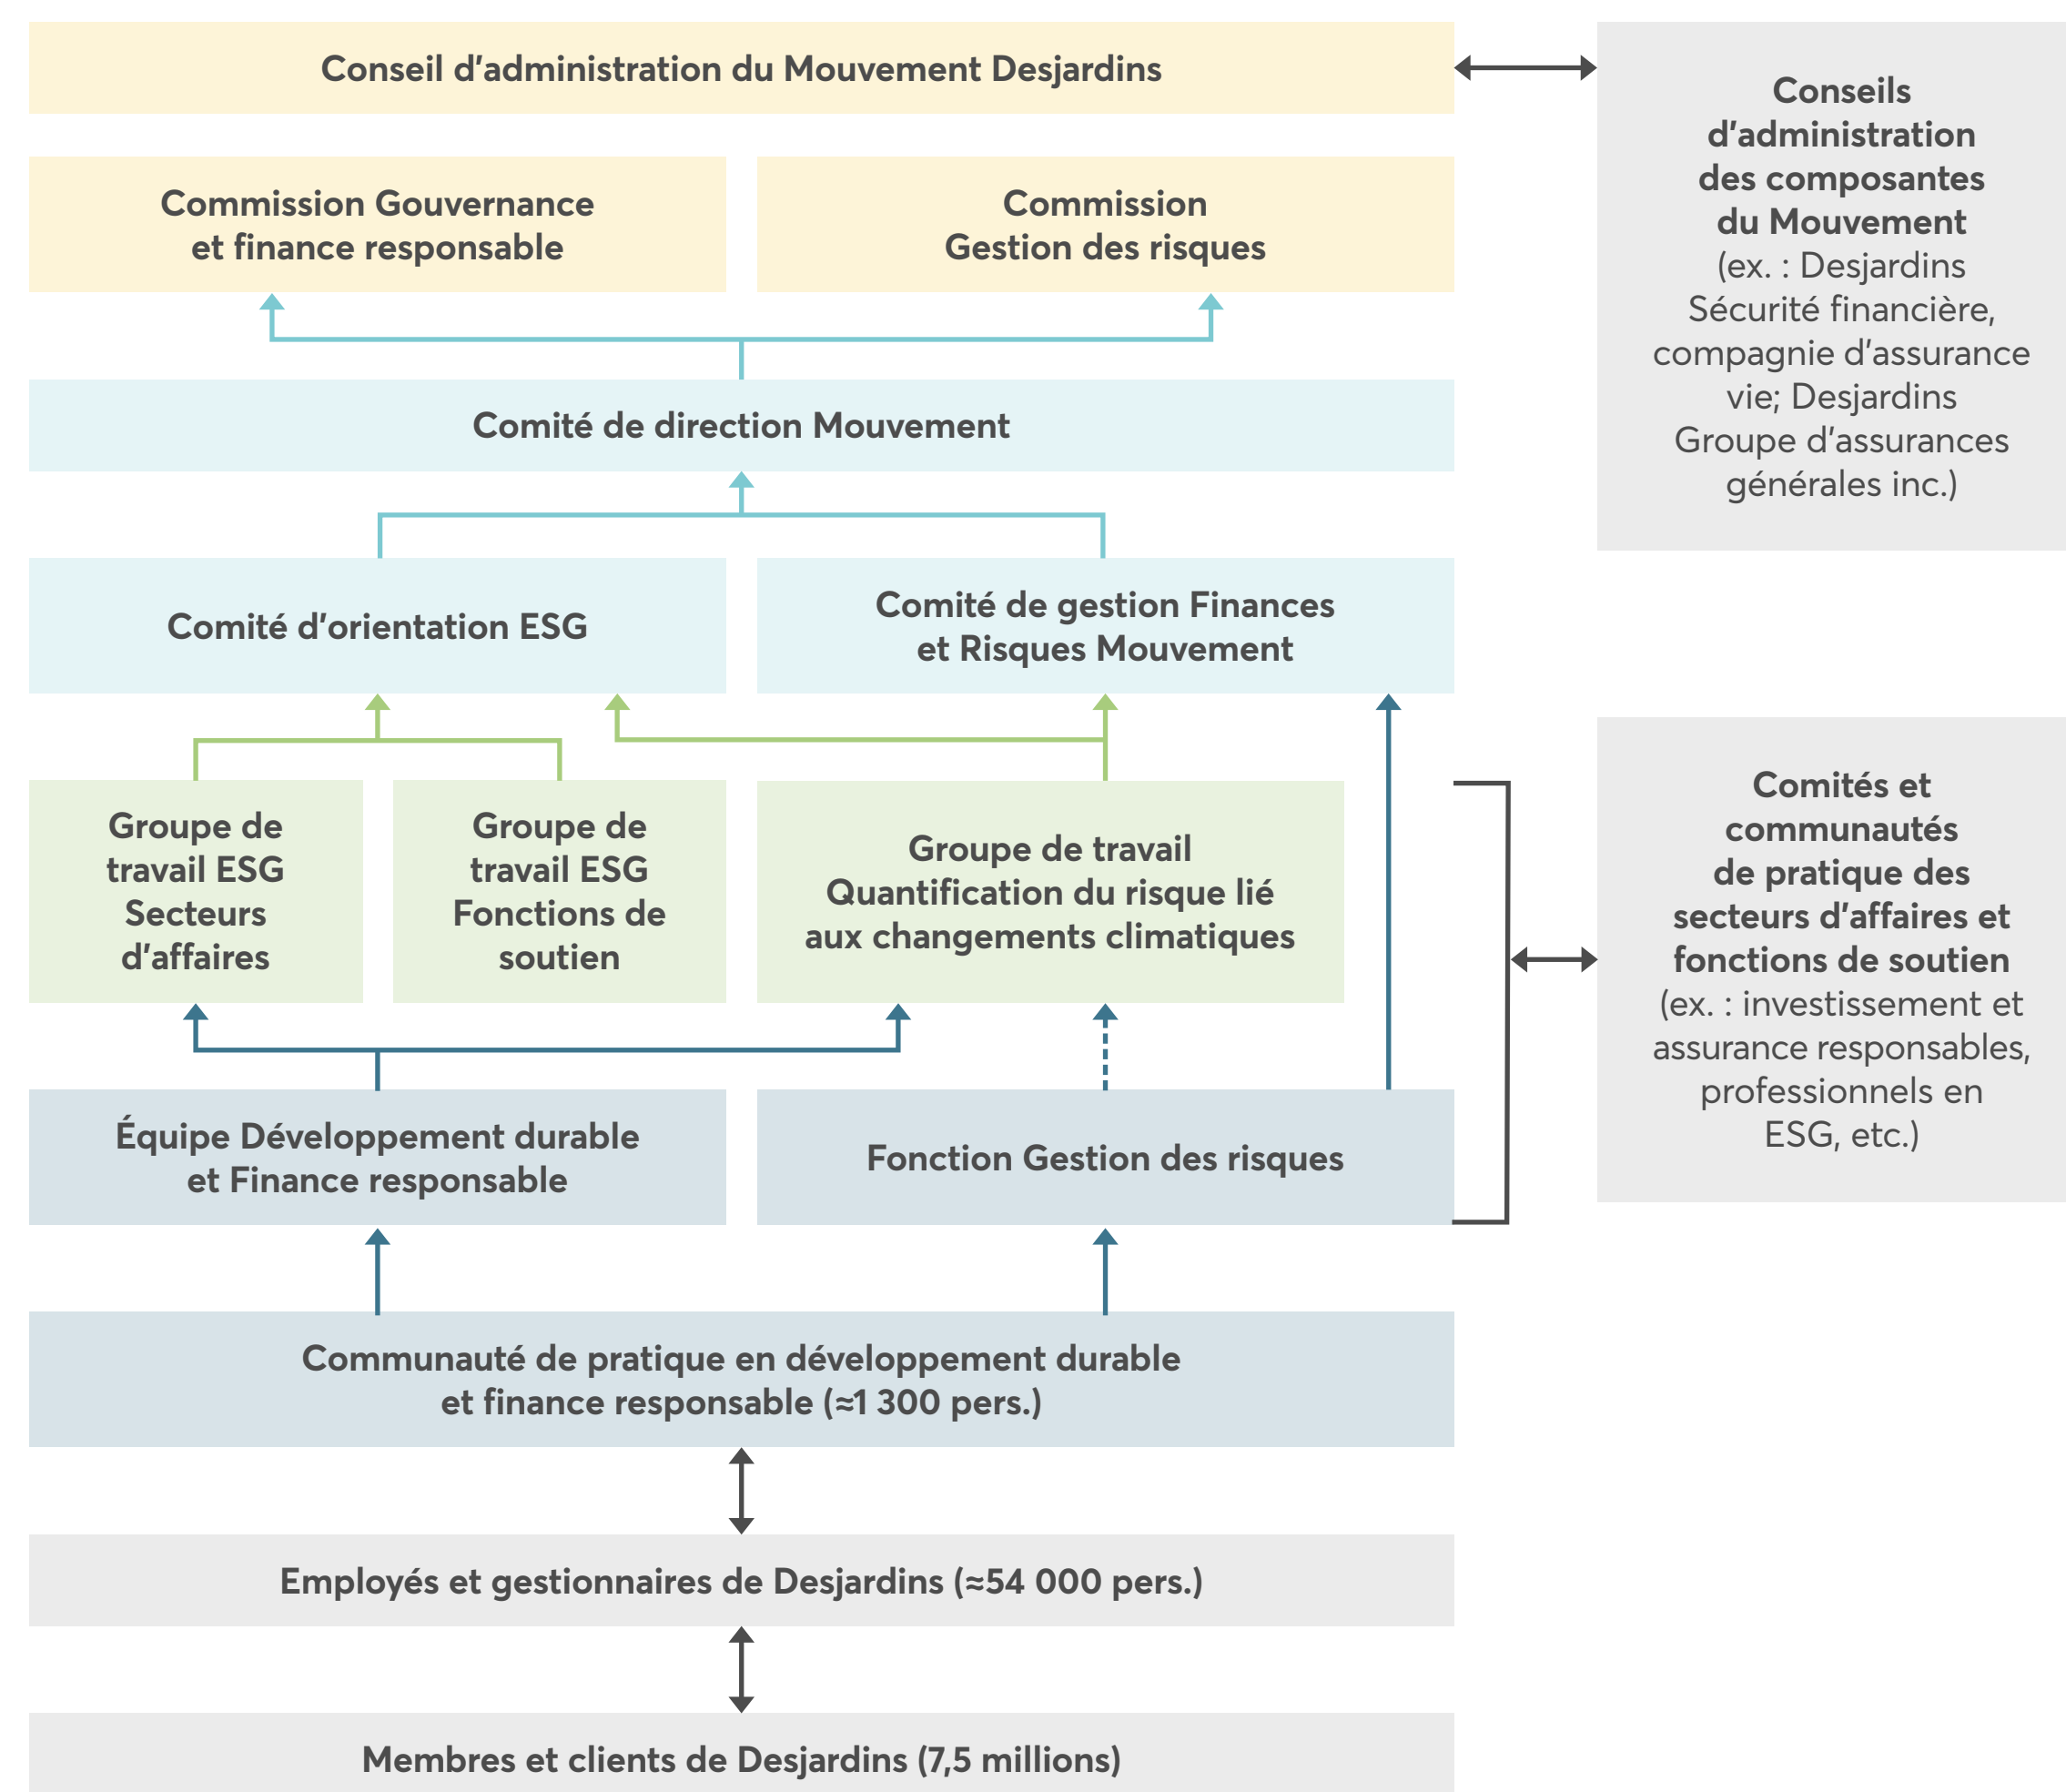 Conseil d'administration du Mouvement Desjardins
Conseils
d'administration
des composantes
du Mouvement
(ex. : Desjardins
Sécurité financière,
compagnie d'assurance
vie; Desjardins
Groupe d'assurances
générales inc.)
Commission Gouvernance
et finance responsable
Commission
Gestion des risques
Comité de direction Mouvement
Comité d'orientation ESG
Comité de gestion Finances
et Risques Mouvement
Groupe de
travail ESG
Secteurs
d'affaires
Groupe de
travail ESG
Fonctions de
soutien
Groupe de travail
Quantification du risque lié
aux changements climatiques
Comités et
communautés
de pratique des
secteurs d'affaires et
fonctions de soutien
(ex. : investissement et
assurance responsables,
professionnels en
ESG, etc.)
Équipe Développement durable
et Finance responsable
Fonction Gestion des risques
Communauté de pratique en développement durable
et finance responsable (≈1 300 pers.)
Employés et gestionnaires de Desjardins (≈54 000 pers.)
Membres et clients de Desjardins (7,5 millions)